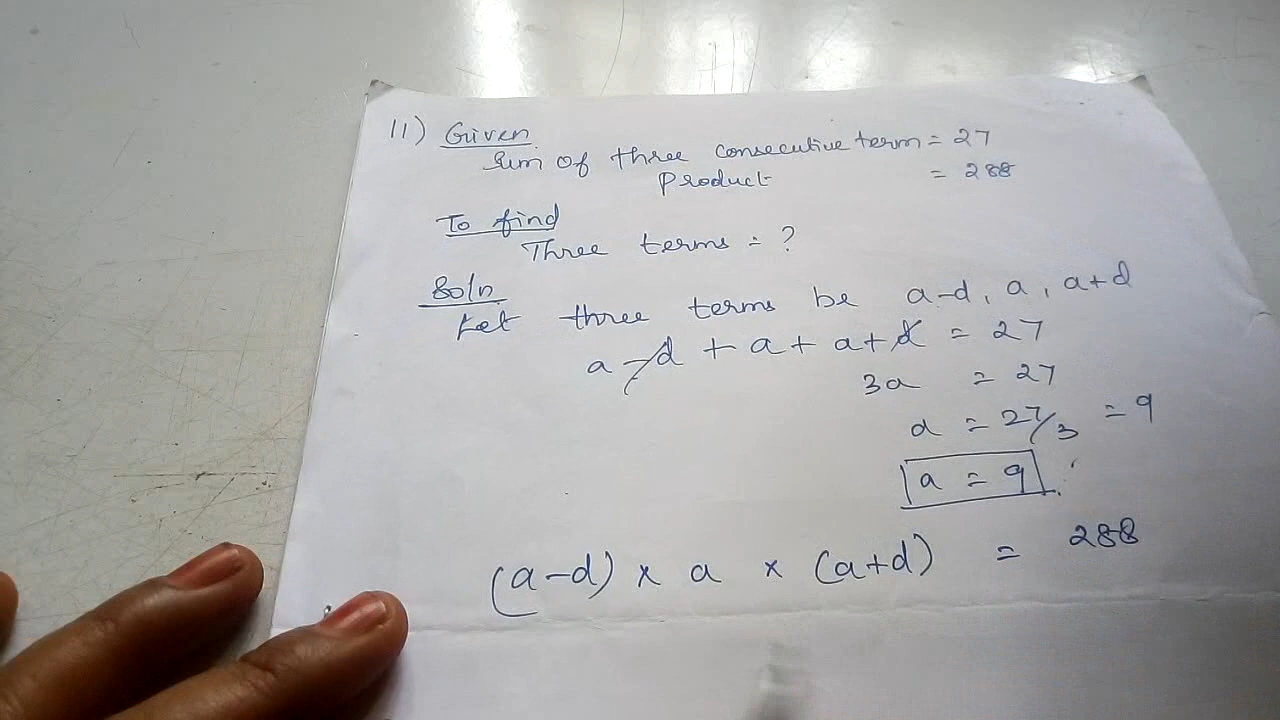 11) Given
Sum of three consecutive term = 27
Product = 288
To find
Three terms = ?
Soln
Let three terms be a-d, a, a+d
a-d + a + a+d = 27
3a = 27
a = 27/3 = 9
a = 9
(a-d) x a x (a+d) = 288